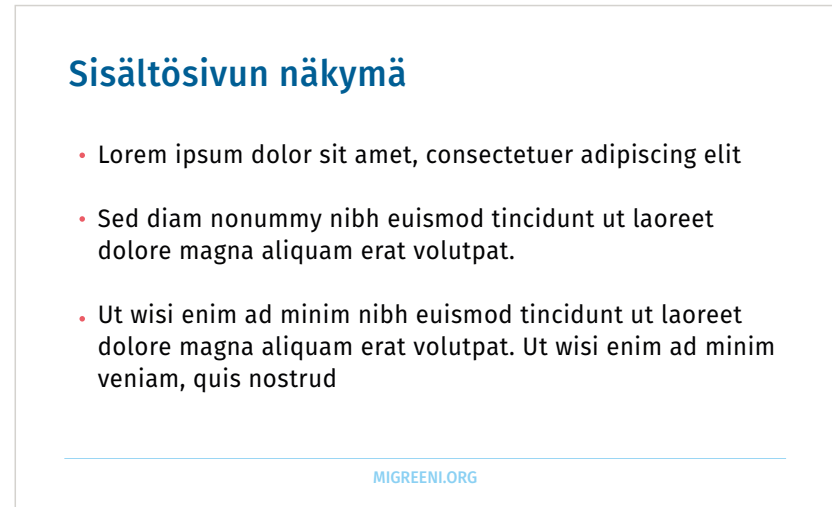 Sisältösivun näkymä
• Lorem ipsum dolor sit amet, consectetuer adipiscing elit
• Sed diam nonummy nibh euismod tincidunt ut laoreet
dolore magna aliquam erat volutpat.
• Ut wisi enim ad minim nibh euismod tincidunt ut laoreet
dolore magna aliquam erat volutpat. Ut wisi enim ad minim
veniam, quis nostrud
MIGREENI.ORG